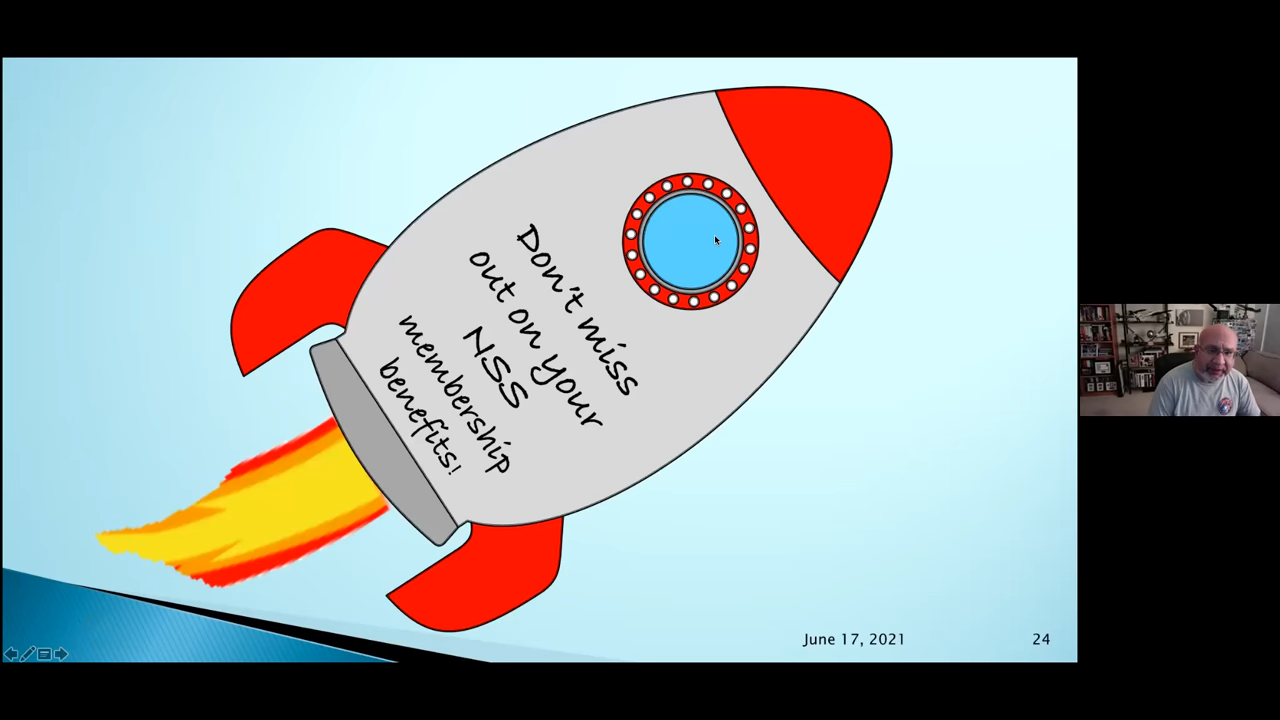 Don't miss
out on your
NSS
membership
benefits!
June 17, 2021
24